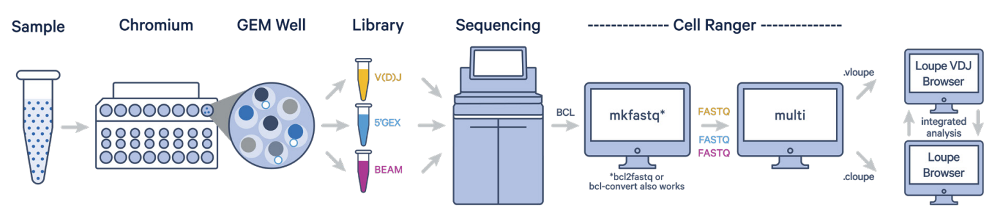 Sample
Chromium
GEM Well
Library
Sequencing
------------- Cell Ranger -------------
V(D)J
5'GEX
BEAM
BCL
mkfastq*
*bcl2fastq or
bcl-convert also works
FASTQ
FASTQ
FASTQ
multi
.vloupe
.cloupe
Loupe VDJ
Browser
integrated
analysis
Loupe
Browser